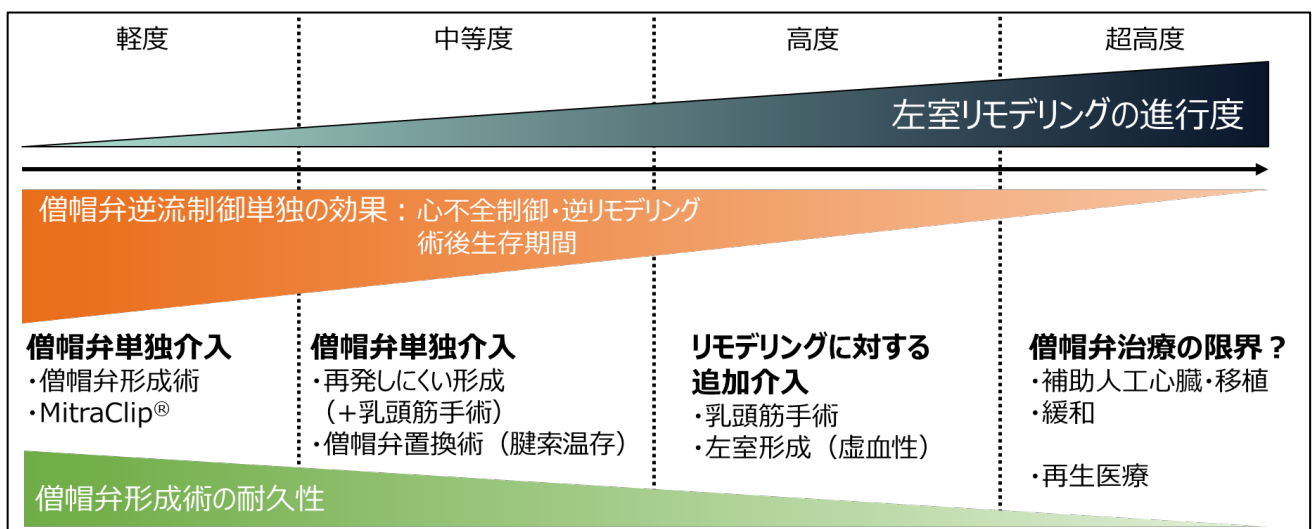 軽度
中等度
高度
超高度
左室リモデリングの進行度
僧帽弁逆流制御単独の効果：心不全制御・逆リモデリング
術後生存期間
僧帽弁単独介入
・僧帽弁形成術
・MitraClip®
僧帽弁単独介入
・再発しにくい形成
（+乳頭筋手術）
・僧帽弁置換術（腱索温存）
リモデリングに対する
追加介入
・乳頭筋手術
・左室形成（虚血性）
僧帽弁治療の限界？
・補助人工心臓・移植
・緩和
・再生医療
僧帽弁形成術の耐久性